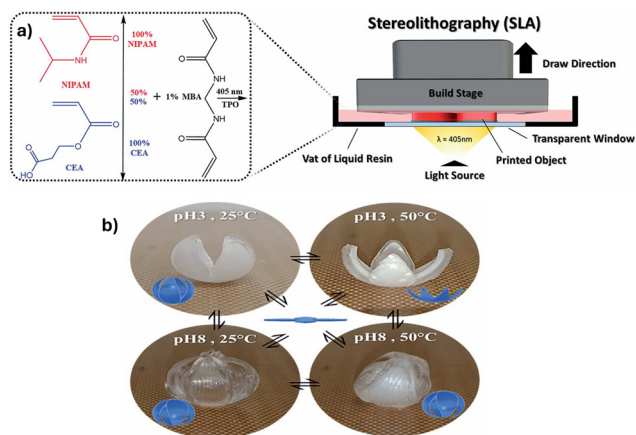 a)
100%
NIPAM
NIPAM
50%
50%
+ 1% MBA
405 nm
TPO
100%
CEA
CEA
O
NH
O
O
O
HO
O
NH
NH
O
Stereolithography (SLA)
Draw Direction
Build Stage
λ = 405nm
Transparent Window
Vat of Liquid Resin
Printed Object
Light Source
b)
pH3 , 25°C
pH3 , 50°C
pH8 , 25°C
pH8 , 50°C